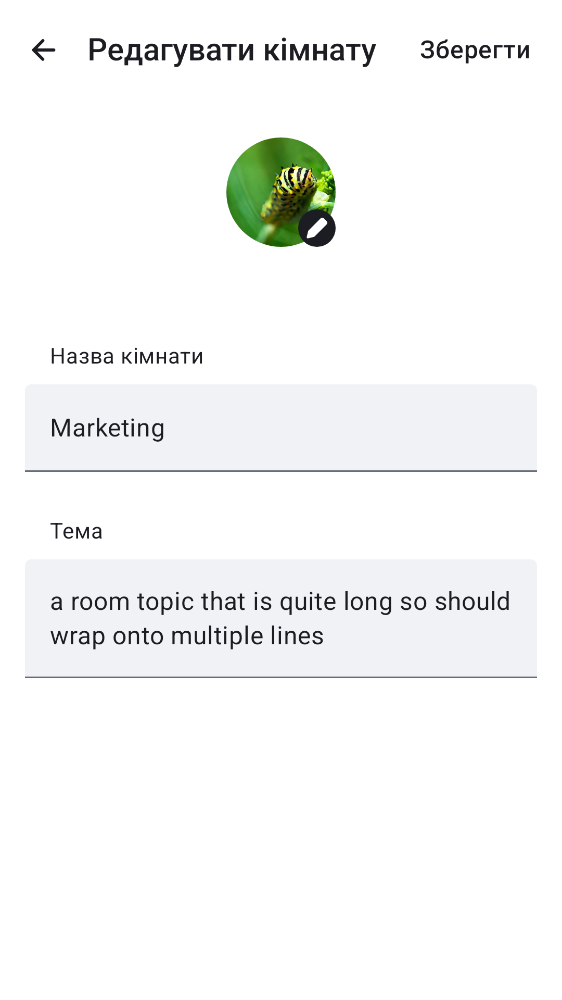 Редагувати кімнату Зберегти
Назва кімнати
Marketing
Тема
a room topic that is quite long so should
wrap onto multiple lines